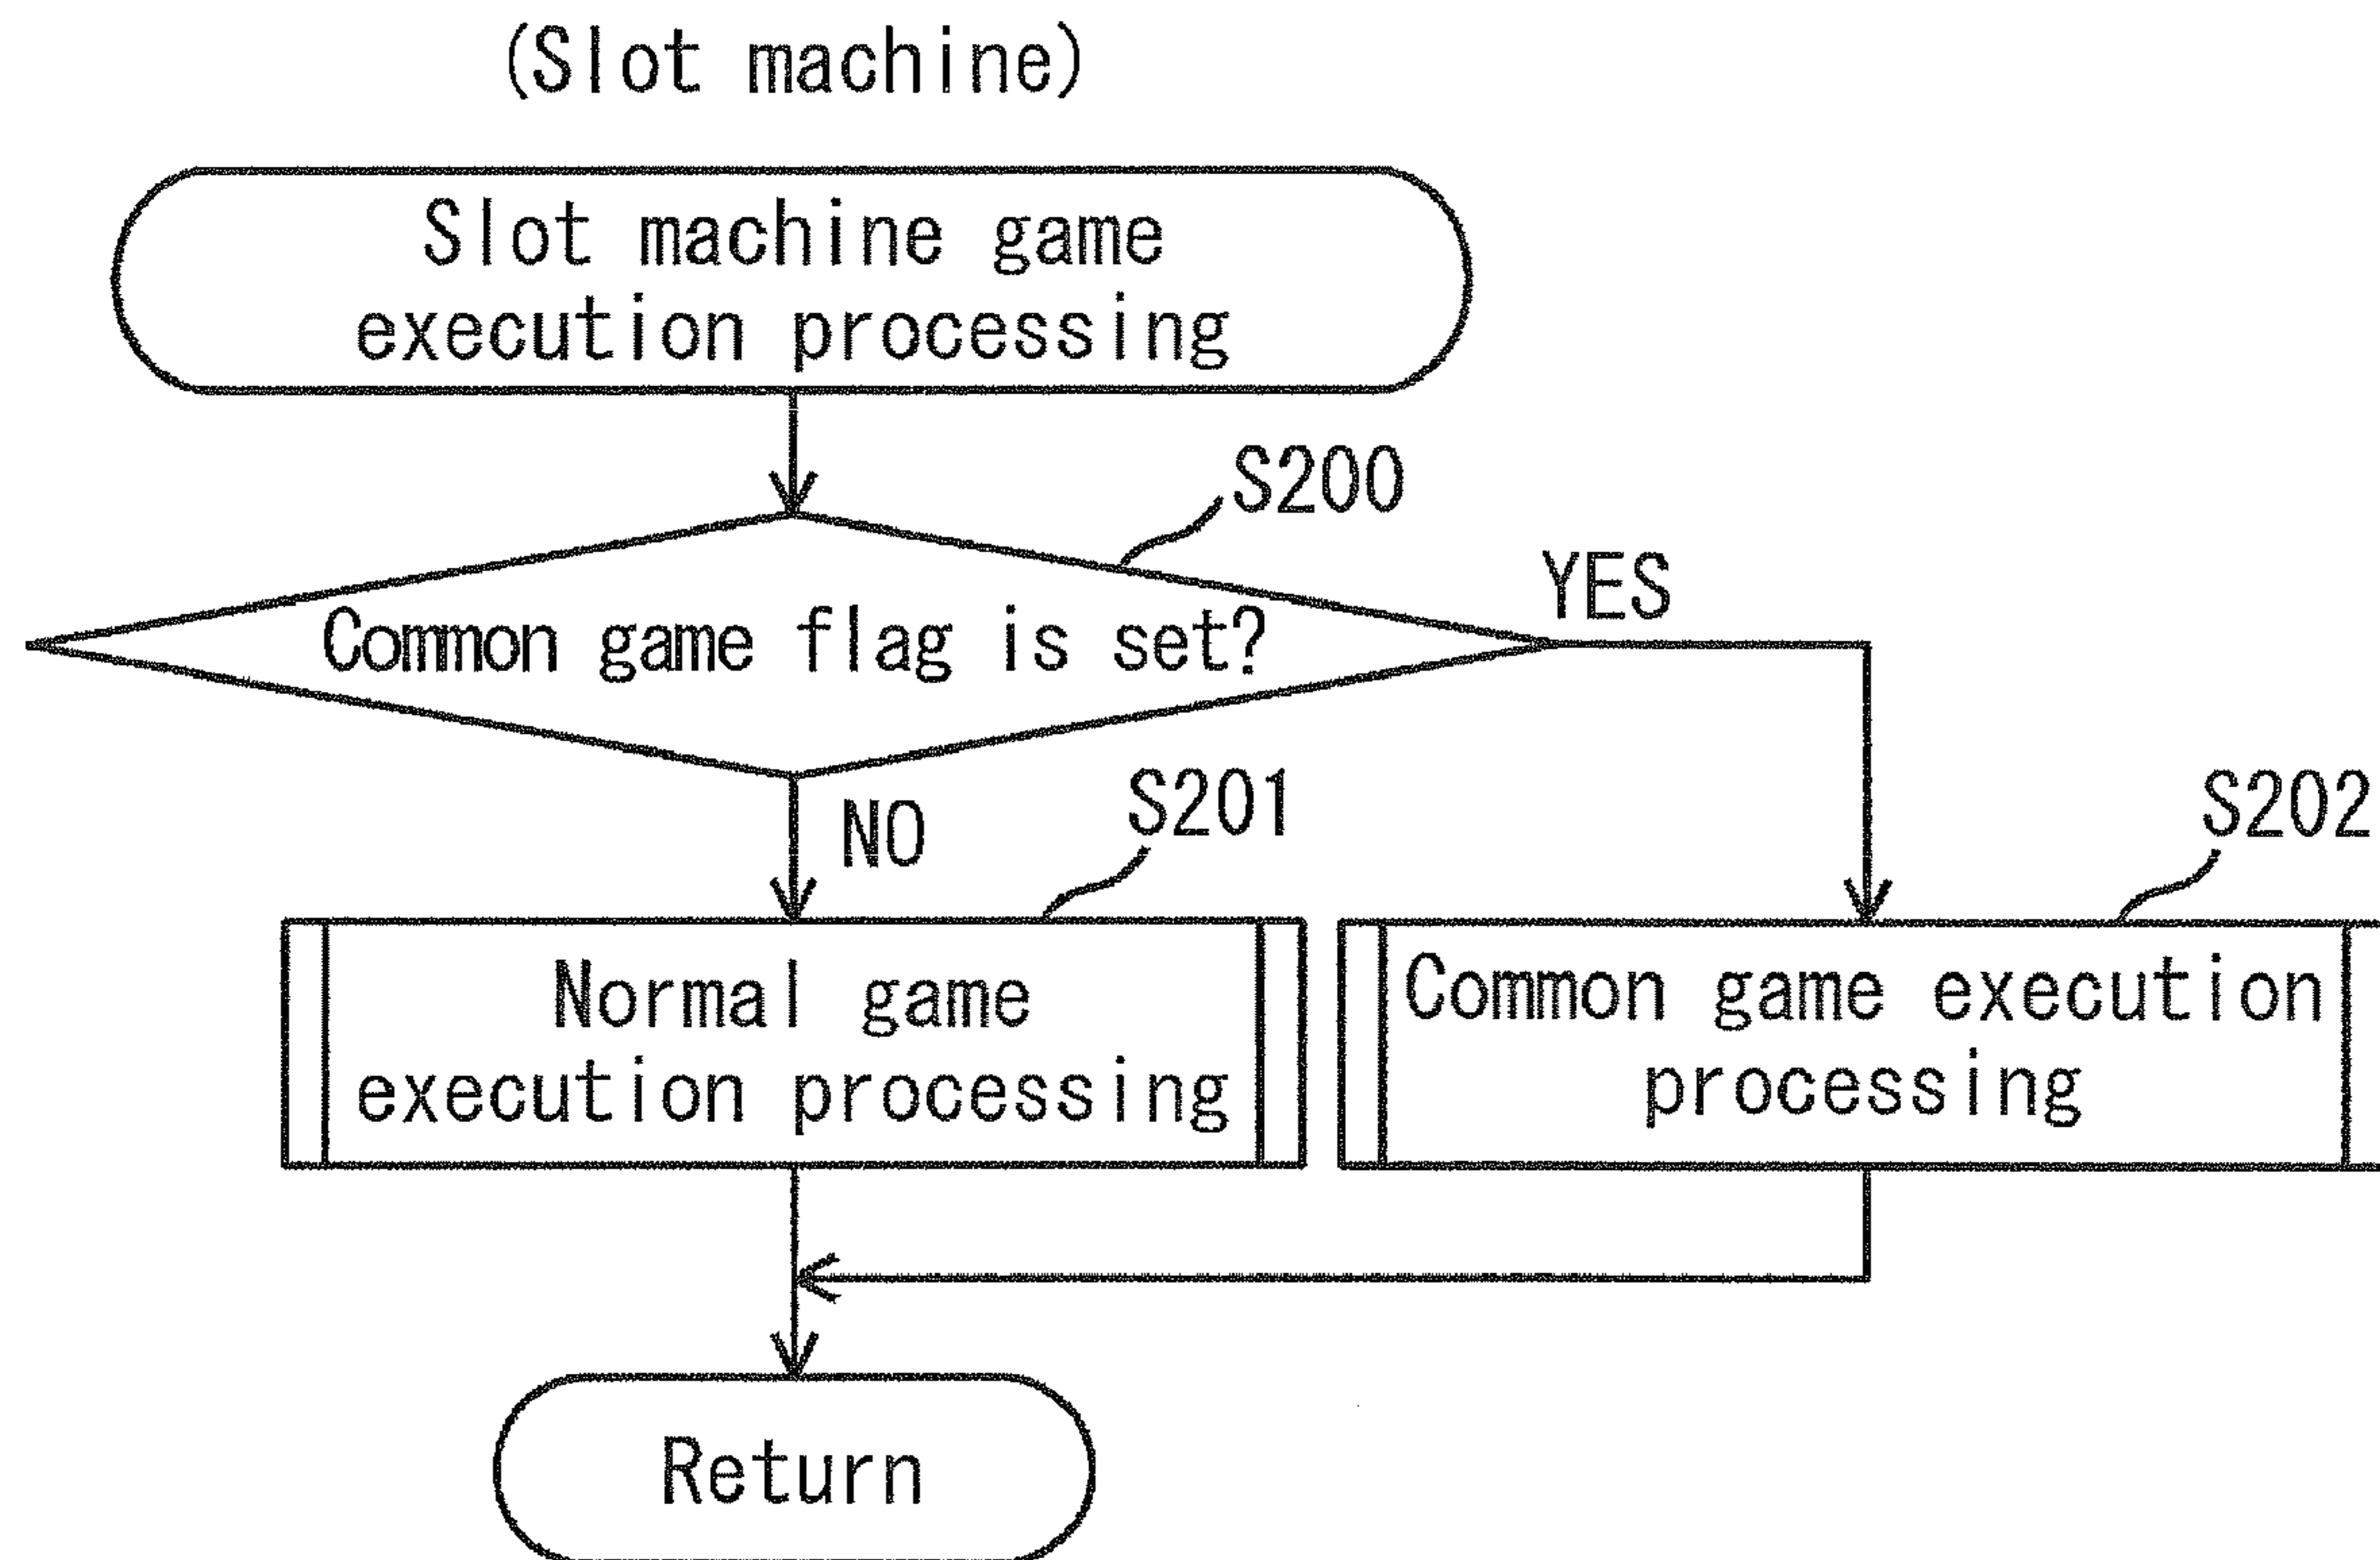 (Slot machine)
Slot machine game
execution processing
S200
Common game flag is set?
YES
NO
S201
S202
Normal game
execution processing
Common game execution
processing
Return